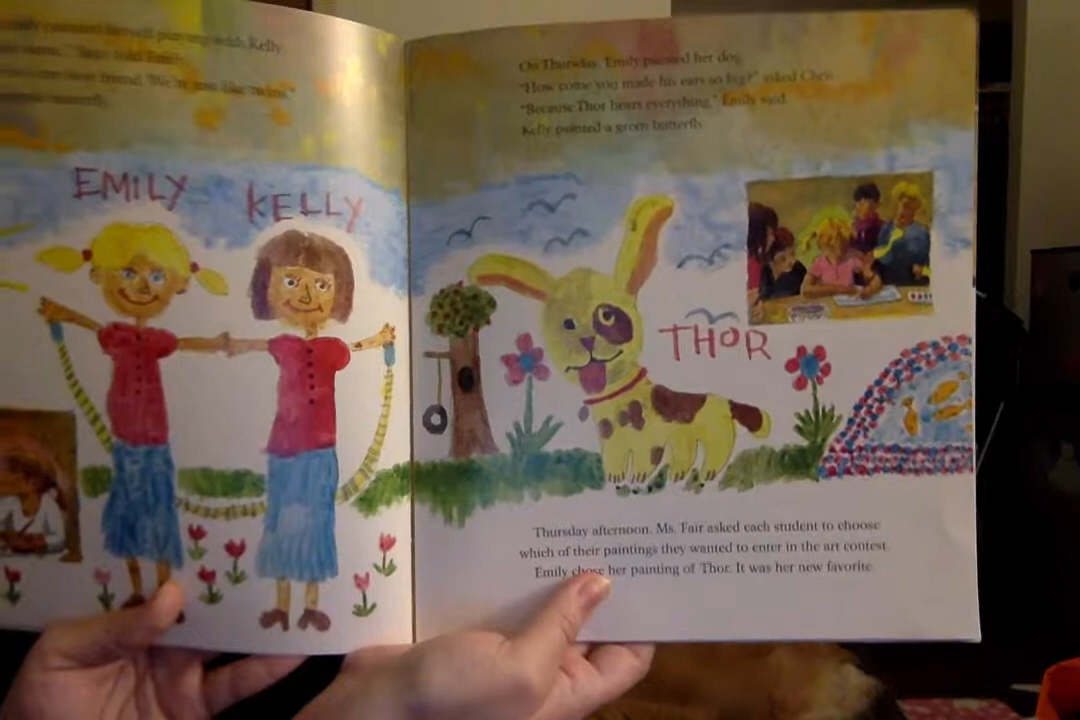 with Kelly
EMILY KELLY
On Thursday, Emily painted her dog.
"How come you made his ears so big?" asked Chris.
"Because Thor hears everything," Emily said.
Kelly painted a green butterfly.
THOR
Thursday afternoon, Ms. Fair asked each student to choose
which of their paintings they wanted to enter in the art contest.
Emily chose her painting of Thor. It was her new favorite.